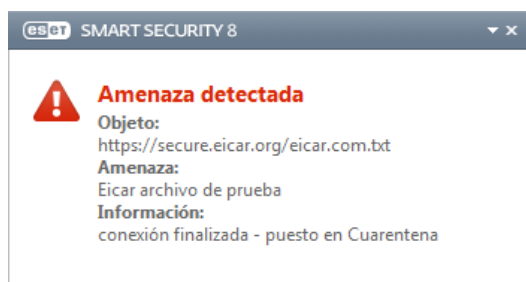 eseT SMART SECURITY 8
Amenaza detectada
Objeto:
https://secure.eicar.org/eicar.com.txt
Amenaza:
Eicar archivo de prueba
Información:
conexión finalizada - puesto en Cuarentena